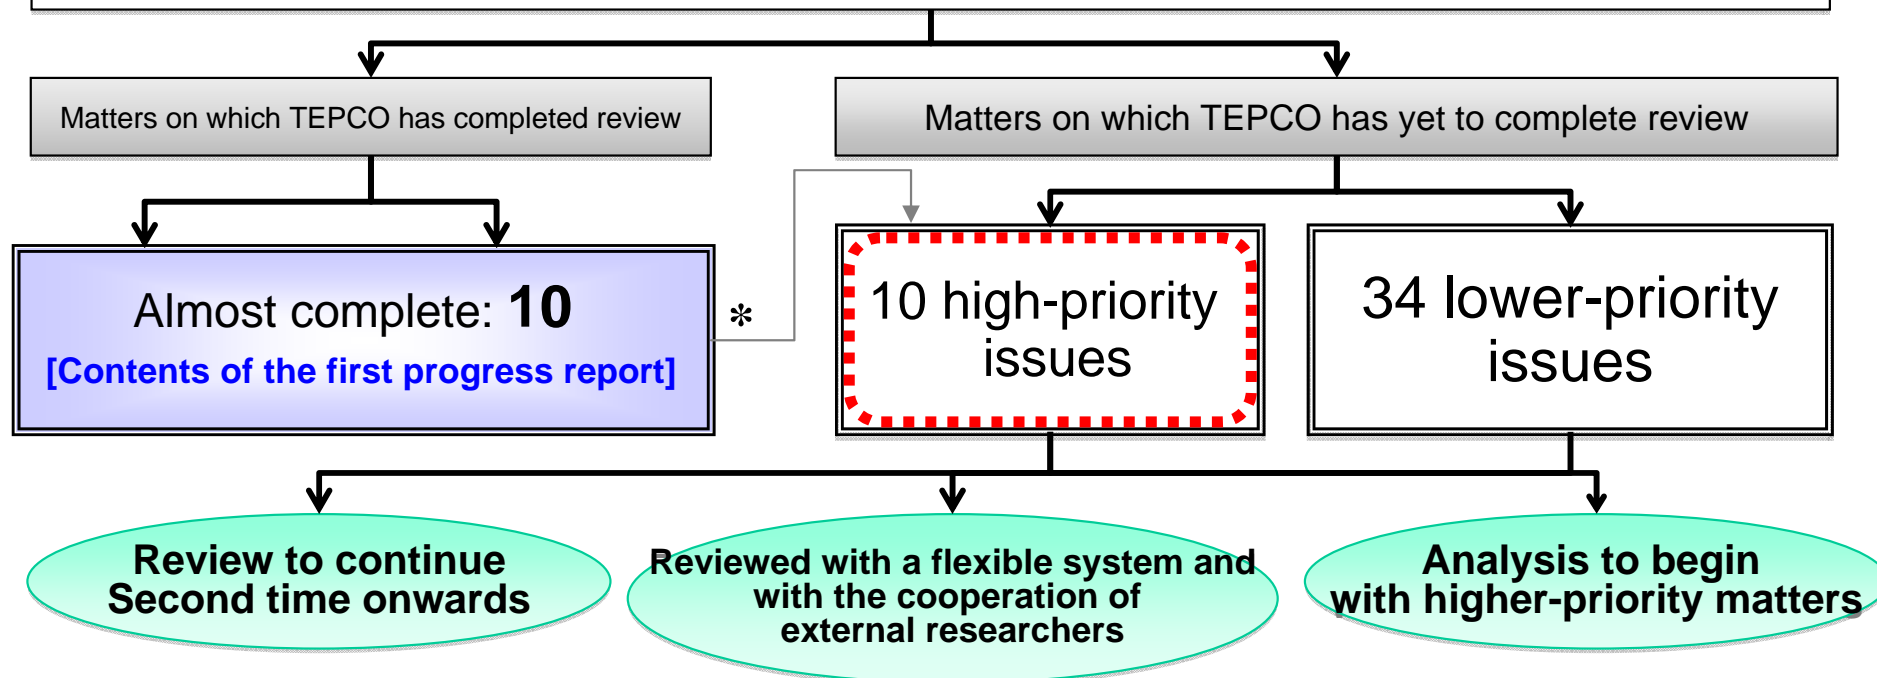 Matters on which TEPCO has completed review
Matters on which TEPCO has yet to complete review
Almost complete: 10
[Contents of the first progress report]
*
10 high-priority
issues
34 lower-priority
issues
Review to continue
Second time onwards
Reviewed with a flexible system and
with the cooperation of
external researchers
Analysis to begin
with higher-priority matters